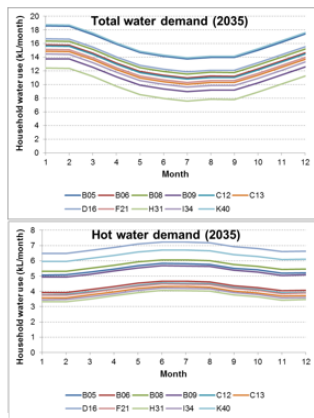 Total water demand (2035)
Household water use (kL/month)
20
18
16
14
12
10
8
6
4
2
0
1 2 3 4 5 6 7 8 9 10 11 12
Month
B05 B06 B08 B09 C12 C13
D16 F21 H31 I34 K40
Hot water demand (2035)
Household water use (kL/month)
8
7
6
5
4
3
2
1
0
1 2 3 4 5 6 7 8 9 10 11 12
Month
B05 B06 B08 B09 C12 C13
D16 F21 H31 I34 K40